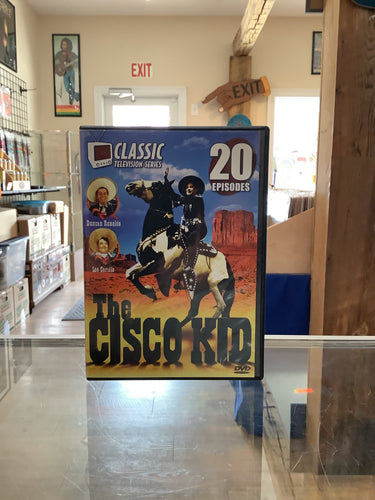 EXIT
EXIT
CLASSIC
TELEVISION SERIES
20
EPISODES
Duncan Renaldo
Leo Carrillo
The
CISCO KID
DVD